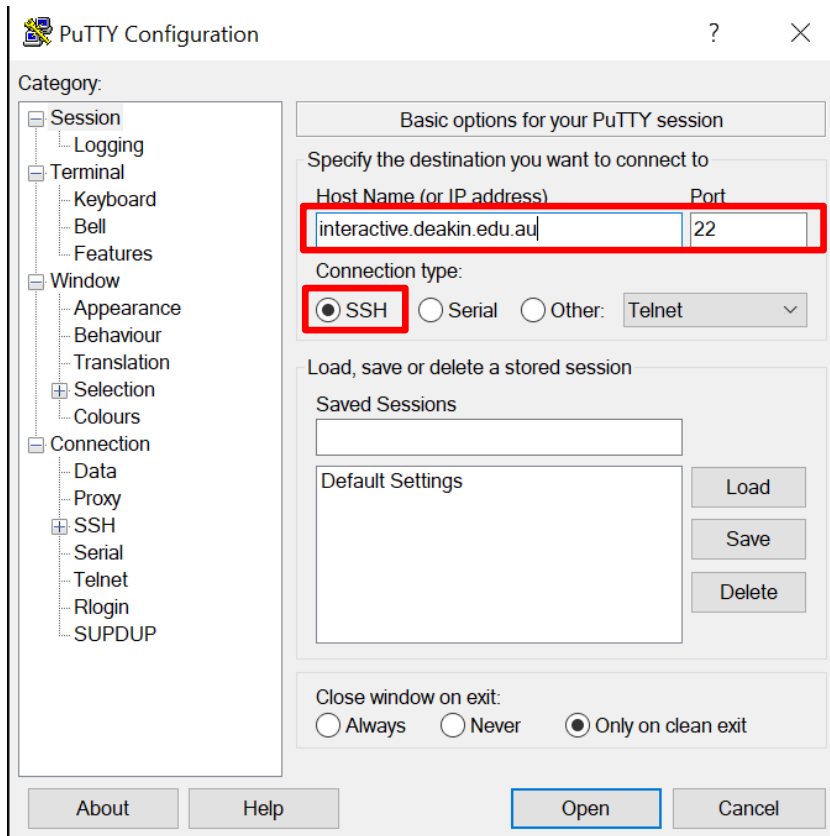 PuTTY Configuration
?
Category:
Session
Logging
Terminal
Keyboard
Bell
Features
Window
Appearance
Behaviour
Translation
Selection
Colours
Connection
Data
Proxy
SSH
Serial
Telnet
Rlogin
SUPDUP
Basic options for your PuTTY session
Specify the destination you want to connect to
Host Name (or IP address) Port
interactive.deakin.edu.au 22
Connection type:
SSH Serial Other: Telnet
Load, save or delete a stored session
Saved Sessions
Default Settings
Load
Save
Delete
Close window on exit:
Always Never Only on clean exit
About Help Open Cancel